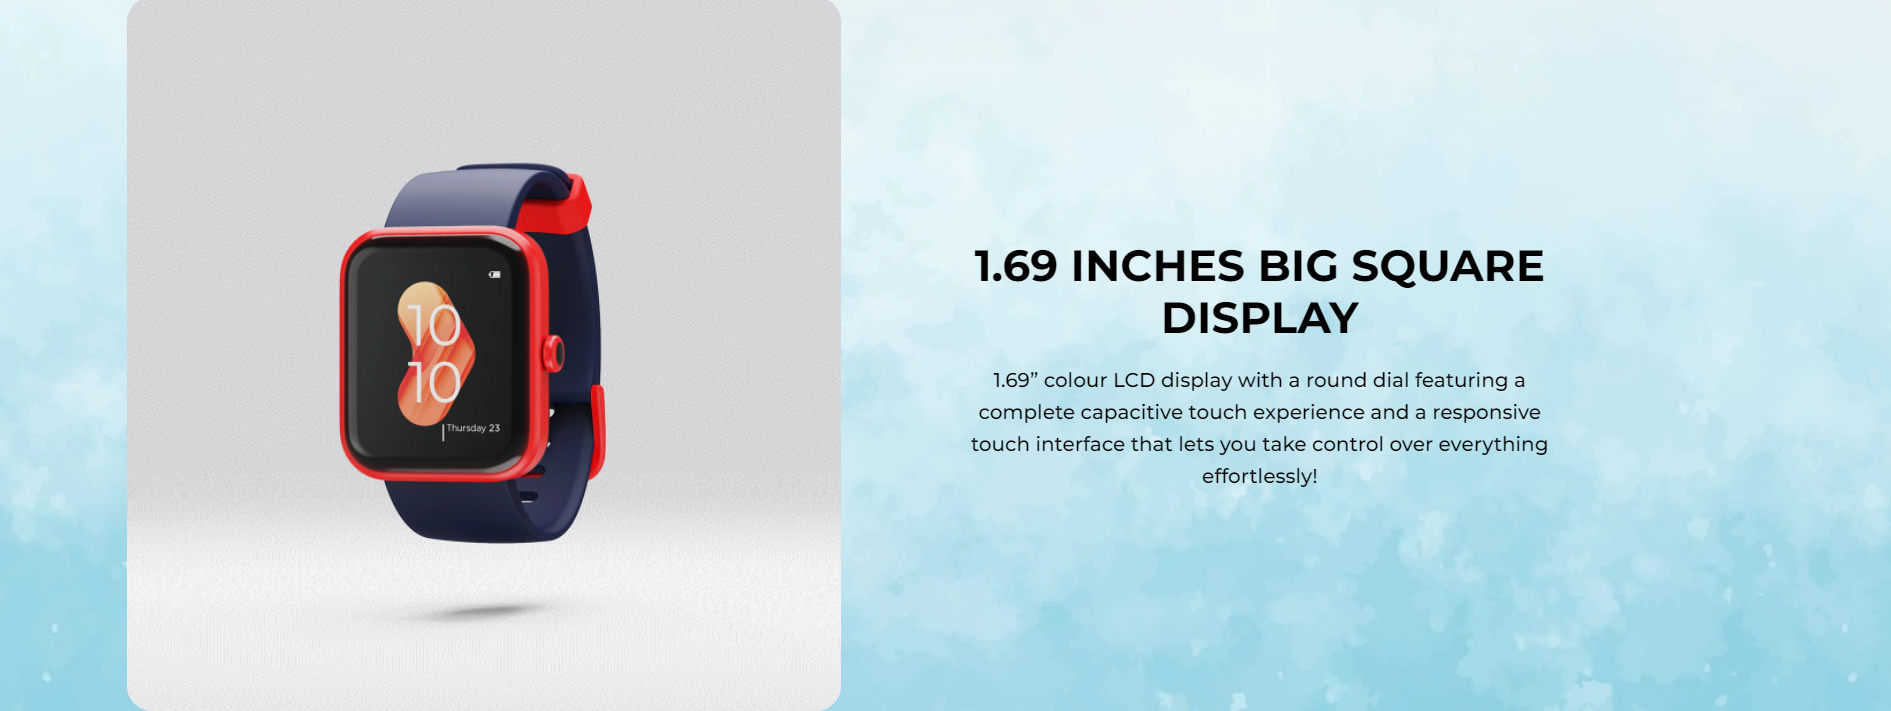 10
10
Thursday 23
1.69 INCHES BIG SQUARE
DISPLAY
1.69” colour LCD display with a round dial featuring a
complete capacitive touch experience and a responsive
touch interface that lets you take control over everything
effortlessly!